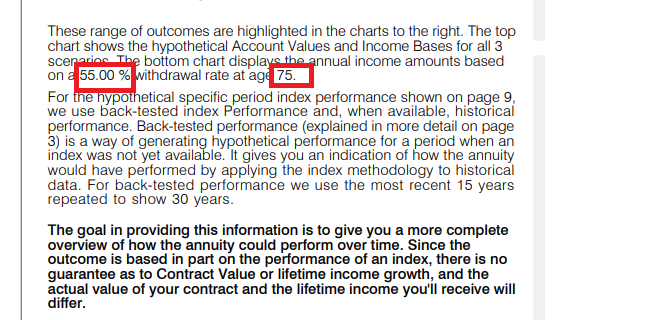 These range of outcomes are highlighted in the charts to the right. The top
chart shows the hypothetical Account Values and Income Bases for all 3
scenarios. The bottom chart displays the annual income amounts based
on a 55.00 % withdrawal rate at age 75.
For the hypothetical specific period index performance shown on page 9,
we use back-tested index Performance and, when available, historical
performance. Back-tested performance (explained in more detail on page
3) is a way of generating hypothetical performance for a period when an
index was not yet available. It gives you an indication of how the annuity
would have performed by applying the index methodology to historical
data. For back-tested performance we use the most recent 15 years
repeated to show 30 years.
The goal in providing this information is to give you a more complete
overview of how the annuity could perform over time. Since the
outcome is based in part on the performance of an index, there is no
guarantee as to Contract Value or lifetime income growth, and the
actual value of your contract and the lifetime income you'll receive will
differ.